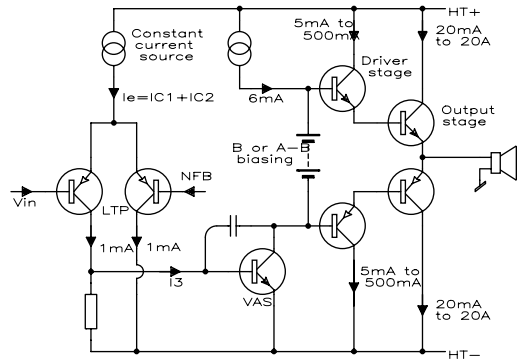 HT+
Constant
current
source
5mA to
500mA
20mA
to 20A
Driver
stage
Ie=IC1+IC2
6mA
Output
stage
B or A-B
biasing
NFB
Vin
LTP
1mA
1mA
I3
VAS
5mA to
500mA
20mA
to 20A
HT-